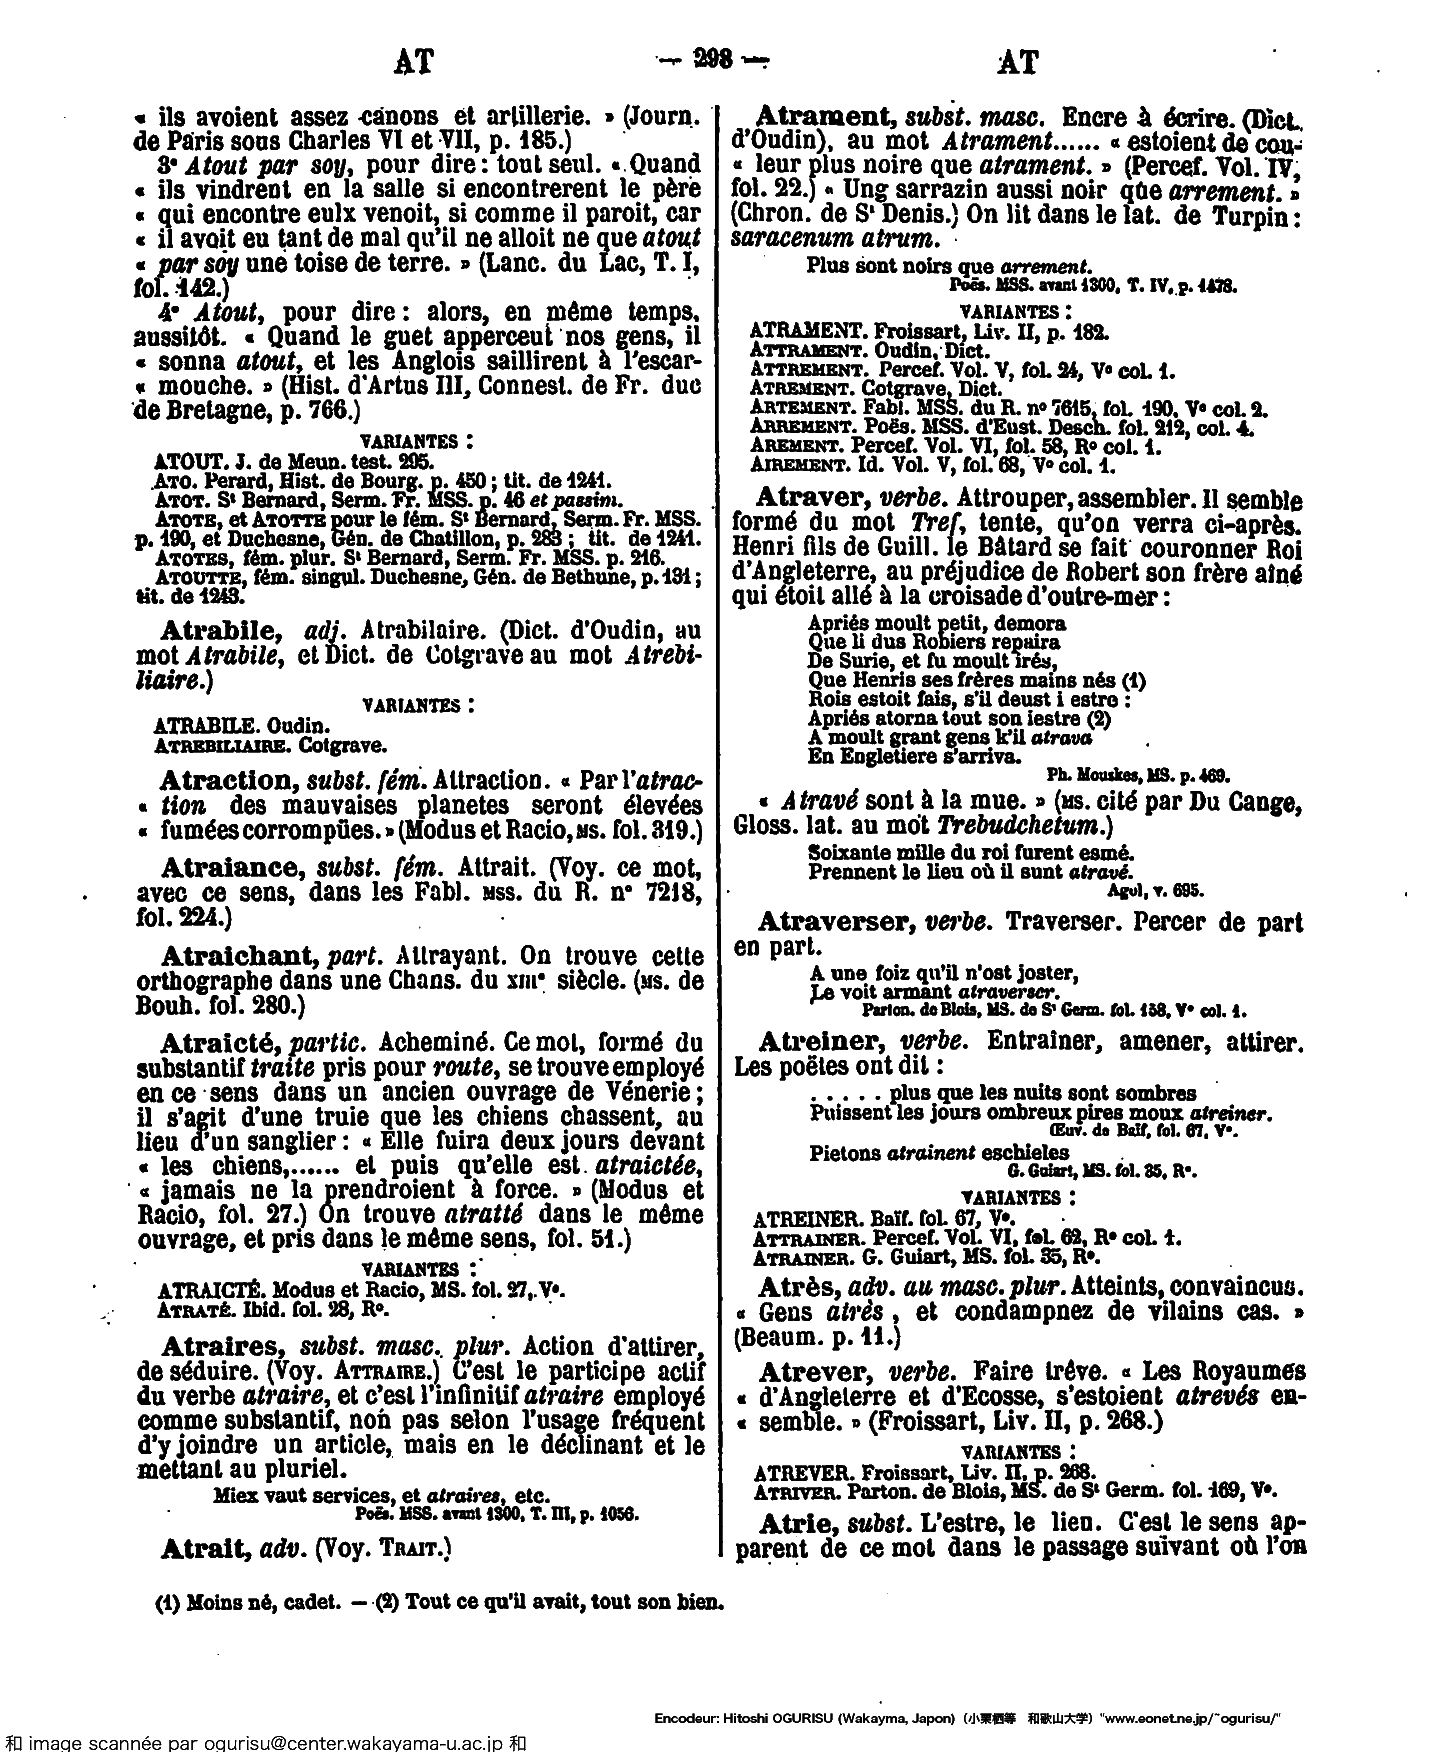 AT — 298 — AT
« ils avoient assez canons et artillerie. » (Journ.
de Paris sous Charles VI et VII, p. 185.)
3° Atout par soy, pour dire : tout seul. « Quand
« ils vindrent en la salle si encontrerent le père
« qui encontre eulx venoit, si comme il paroit, car
« il avoit eu tant de mal qu'il ne alloit ne que atout
« par soy une toise de terre. » (Lanc. du Lac, T. I,
fol. 142.)
4° Atout, pour dire : alors, en même temps,
aussitôt. « Quand le guet apperceut nos gens, il
« sonna atout, et les Anglois saillirent à l'escar-
« mouche. » (Hist. d'Artus III, Connest. de Fr. duc
de Bretagne, p. 766.)
VARIANTES :
ATOUT. J. de Meun. test. 295.
ATO. Perard, Hist. de Bourg. p. 450 ; tit. de 1241.
ATOT. St Bernard, Serm. Fr. MSS. p. 46 et passim.
ATOTE, et ATOTTE pour le fém. St Bernard, Serm. Fr. MSS.
p. 190, et Duchesne, Gén. de Chatillon, p. 283 ; tit. de 1241.
ATOTES, fém. plur. St Bernard, Serm. Fr. MSS. p. 216.
ATOUTTE, fém. singul. Duchesne, Gén. de Bethune, p. 131 ;
tit. de 1243.
Atrabile, adj. Atrabilaire. (Dict. d'Oudin, au
mot Atrabile, et Dict. de Cotgrave au mot Atrebi-
liaire.)
VARIANTES :
ATRABILE. Oudin.
ATREBILIAIRE. Cotgrave.
Atraction, subst. fém. Attraction. « Par l'atrac-
« tion des mauvaises planetes seront élevées
« fumées corrompües. » (Modus et Racio, MS. fol. 319.)
Atraiance, subst. fém. Attrait. (Voy. ce mot,
avec ce sens, dans les Fabl. MSS. du R. n° 7218,
fol. 224.)
Atraichant, part. Attrayant. On trouve cette
orthographe dans une Chans. du XIIIe siècle. (MS. de
Bouh. fol. 280.)
Atraicté, partic. Acheminé. Ce mot, formé du
substantif traite pris pour route, se trouve employé
en ce sens dans un ancien ouvrage de Vénerie ;
il s'agit d'une truie que les chiens chassent, au
lieu d'un sanglier : « Elle fuira deux jours devant
« les chiens,...... et puis qu'elle est atraictée,
« jamais ne la prendroient à force. » (Modus et
Racio, fol. 27.) On trouve atratté dans le même
ouvrage, et pris dans le même sens, fol. 51.)
VARIANTES :
ATRAICTÉ. Modus et Racio, MS. fol. 27, V°.
ATRATÉ. Ibid. fol. 28, R°.
Atraires, subst. masc. plur. Action d'attirer,
de séduire. (Voy. ATTRAIRE.) C'est le participe actif
du verbe atraire, et c'est l'infinitif atraire employé
comme substantif, non pas selon l'usage fréquent
d'y joindre un article, mais en le déclinant et le
mettant au pluriel.
Miex vaut services, et atraires, etc.
Poës. MSS. avant 1300, T. III, p. 1056.
Atrait, adv. (Voy. TRAIT.)
Atrament, subst. masc. Encre à écrire. (Dict.
d'Oudin), au mot Atrament...... « estoient de cou-
« leur plus noire que atrament. » (Percef. Vol. IV,
fol. 22.) « Ung sarrazin aussi noir que arrement. »
(Chron. de St Denis.) On lit dans le lat. de Turpin :
saracenum atrum.
Plus sont noirs que arrement.
Poës. MSS. avant 1300, T. IV, p. 1478.
VARIANTES :
ATRAMENT. Froissart, Liv. II, p. 182.
ATTRAMENT. Oudin, Dict.
ATTREMENT. Percef. Vol. V, fol. 24, V° col. 1.
ATREMENT. Cotgrave, Dict.
ARTEMENT. Fabl. MSS. du R. n° 7615, fol. 190, V° col. 2.
ARREMENT. Poës. MSS. d'Eust. Desch. fol. 212, col. 4.
AREMENT. Percef. Vol. VI, fol. 58, R° col. 1.
AIREMENT. Id. Vol. V, fol. 68, V° col. 1.
Atraver, verbe. Attrouper, assembler. Il semble
formé du mot Tref, tente, qu'on verra ci-après.
Henri fils de Guill. le Bâtard se fait couronner Roi
d'Angleterre, au préjudice de Robert son frère aîné
qui étoit allé à la croisade d'outre-mer :
Apriés moult petit, demora
Que li dus Robiers repaira
De Surie, et fu moult irés,
Que Henris ses frères mains nés (1)
Rois estoit fais, s'il deust i estre :
Apriés atorna tout son iestre (2)
A moult grant gens k'il atrava
En Engletiere s'arriva.
Ph. Mouskes, MS. p. 469.
« Atravé sont à la mue. » (MS. cité par Du Cange,
Gloss. lat. au mot Trebudchetum.)
Soixante mille du roi furent esmé.
Prennent le lieu où il sunt atravé.
Agol, v. 695.
Atraverser, verbe. Traverser. Percer de part
en part.
A une foiz qu'il n'ost joster,
Le voit armant atraverser.
Parton. de Blois, MS. de St Germ. fol. 158, V° col. 1.
Atreiner, verbe. Entrainer, amener, attirer.
Les poëtes ont dit :
. . . . . plus que les nuits sont sombres
Puissent les jours ombreux pires moux atreiner.
Œuv. de Baïf, fol. 67, V°.
Pietons atrainent eschieles
G. Guiart, MS. fol. 35, R°.
VARIANTES :
ATREINER. Baïf. fol. 67, V°.
ATTRAINER. Percef. Vol. VI, fol. 62, R° col. 1.
ATRAINER. G. Guiart, MS. fol. 35, R°.
Atrès, adv. au masc. plur. Atteints, convaincus.
« Gens atrès, et condampnez de vilains cas. »
(Beaum. p. 11.)
Atrever, verbe. Faire trêve. « Les Royaumes
« d'Angleterre et d'Ecosse, s'estoient atrevés en-
« semble. » (Froissart, Liv. II, p. 268.)
VARIANTES :
ATREVER. Froissart, Liv. II, p. 268.
ATRIVER. Parton. de Blois, MS. de St Germ. fol. 169, V°.
Atrie, subst. L'estre, le lieu. C'est le sens ap-
parent de ce mot dans le passage suivant où l'on
(1) Moins né, cadet. — (2) Tout ce qu'il avait, tout son bien.
Encodeur: Hitoshi OGURISU (Wakayma, Japon) (小栗栖等 和歌山大学) "www.eonet.ne.jp/~ogurisu/"
和 image scannée par ogurisu@center.wakayama-u.ac.jp 和